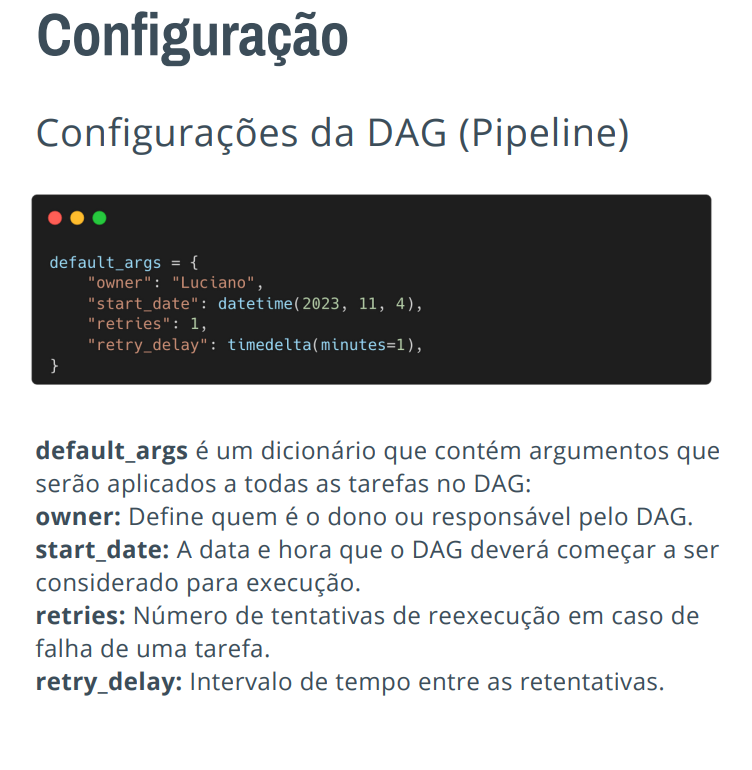 Configuração
Configurações da DAG (Pipeline)
default_args = {
    "owner": "Luciano",
    "start_date": datetime(2023, 11, 4),
    "retries": 1,
    "retry_delay": timedelta(minutes=1),
}
default_args é um dicionário que contém argumentos que
serão aplicados a todas as tarefas no DAG:
owner: Define quem é o dono ou responsável pelo DAG.
start_date: A data e hora que o DAG deverá começar a ser
considerado para execução.
retries: Número de tentativas de reexecução em caso de
falha de uma tarefa.
retry_delay: Intervalo de tempo entre as retentativas.